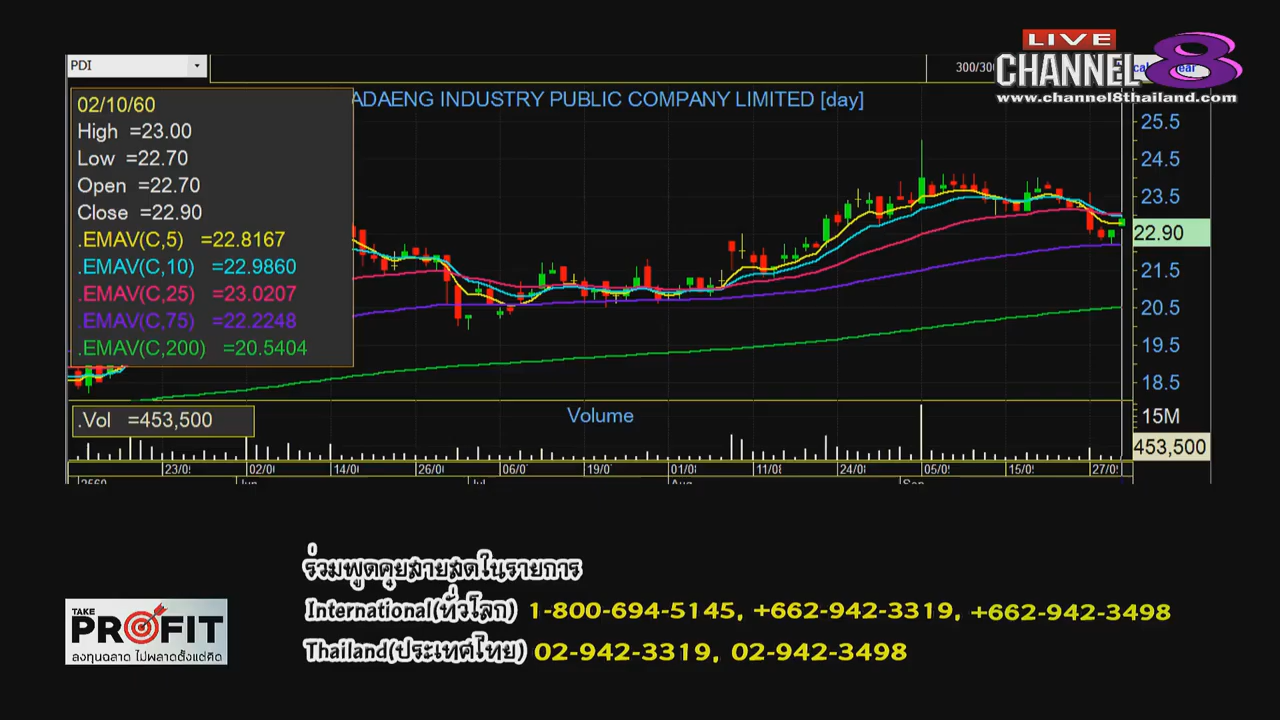 LIVE
CHANNEL 8
www.channel8thailand.com
PDI
300/300
ADAENG INDUSTRY PUBLIC COMPANY LIMITED [day]
02/10/60
High =23.00
Low =22.70
Open =22.70
Close =22.90
.EMAV(C,5) =22.8167
.EMAV(C,10) =22.9860
.EMAV(C,25) =23.0207
.EMAV(C,75) =22.2248
.EMAV(C,200) =20.5404
25.5
24.5
23.5
22.90
21.5
20.5
19.5
18.5
.Vol =453,500
Volume
15M
453,500
23/0 02/0 14/0 26/0 06/0 19/0 01/0 11/0 24/0 05/0 15/0 27/0
2560 Jun Jul Aug Sep
ร่วมพูดคุยสายสดในรายการ
International(ทั่วโลก) 1-800-694-5145, +662-942-3319, +662-942-3498
Thailand(ประเทศไทย) 02-942-3319, 02-942-3498
TAKE
PROFIT
ลงทุนฉลาด ไม่พลาดตั้งแต่คิด